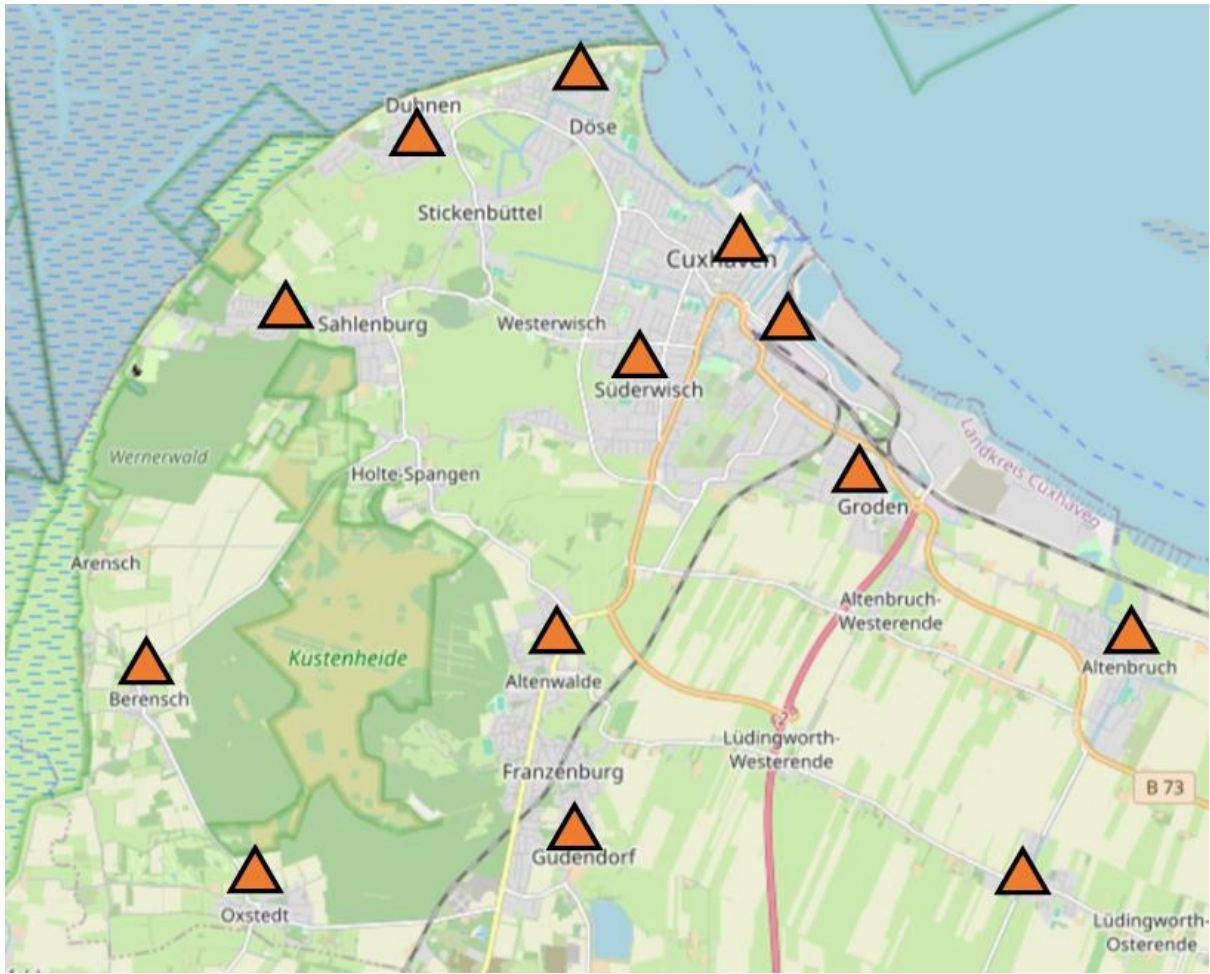 Duhnen
Döse
Stickenbüttel
Cuxhaven
Sahlenburg
Westerwisch
Süderwisch
Wernerwald
Holte-Spangen
Landkreis Cuxhaven
Groden
Arensch
Altenbruch-
Westerende
Küstenheide
Altenwalde
Altenbruch
Berensch
Lüdingworth-
Westerende
Franzenburg
B 73
Gudendorf
Oxstedt
Lüdingworth-
Osterende